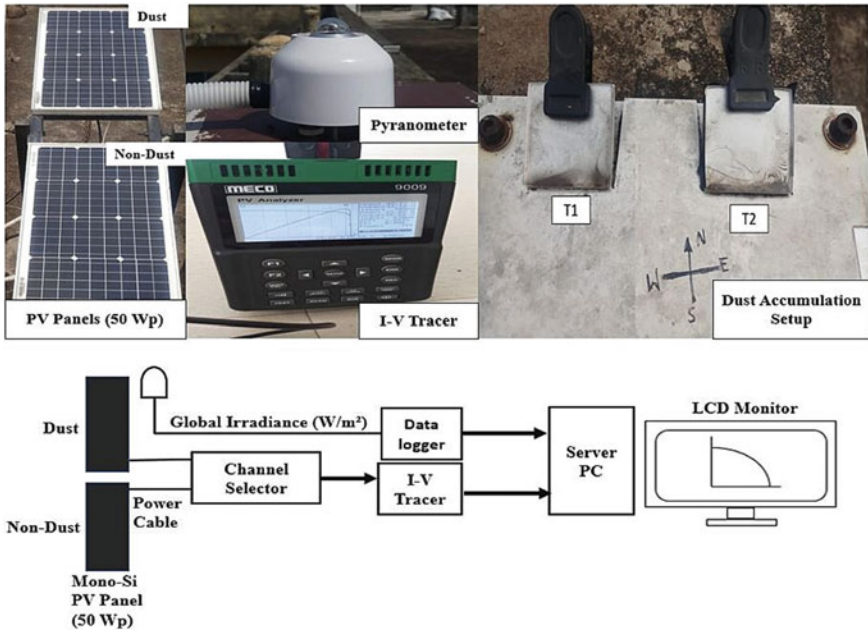 Dust
Non-Dust
PV Panels (50 Wp)
Pyranometer
MECO
9009
PV Analyzer
F1
F2
I-V Tracer
T1
T2
N
W
E
S
Dust Accumulation
Setup
Dust
Non-Dust
Mono-Si
PV Panel
(50 Wp)
Global Irradiance (W/m²)
Power
Cable
Channel
Selector
Data
logger
I-V
Tracer
Server
PC
LCD Monitor